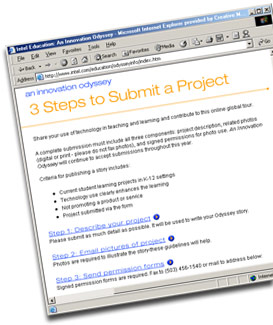 Intel Education: An Innovation Odyssey - Microsoft Internet Explorer provided by Creative
File Edit View Favorites Tools Help
Back Search Favorites Media
Address http://www.intel.com/education/odyssey/info/index.htm
an innovation odyssey
3 Steps to Submit a Project
Share your use of technology in teaching and learning and contribute to this online global tour.
A complete submission must include all three components: project description, related photos
(digital or print - please do not fax photos), and signed permissions for photo use. An Innovation
Odyssey will continue to accept submissions throughout this year.
Criteria for publishing a story includes:
• Current student learning projects in K-12 settings
• Technology use clearly enhances the learning
• Not promoting a product or service
• Project submitted via the form
Step 1: Describe your project
Please submit as much detail as possible. It will be used to write your Odyssey story.
Step 2: Email pictures of project
Photos are required to illustrate the story-these guidelines will help.
Step 3: Send permission forms
Signed permission forms are required. Fax to (503) 456-1540 or mail to address below:
Internet